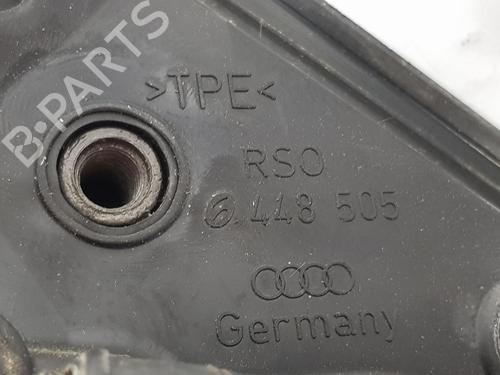 B-PARTS
>TPE<
RSO
6.448 505
Germany